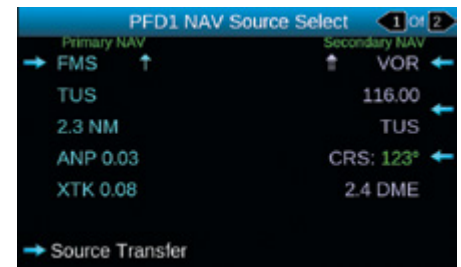 PFD1 NAV Source Select 1 Of 2
Primary NAV Secondary NAV
FMS VOR
TUS 116.00
2.3 NM TUS
ANP 0.03 CRS: 123°
XTK 0.08 2.4 DME
Source Transfer